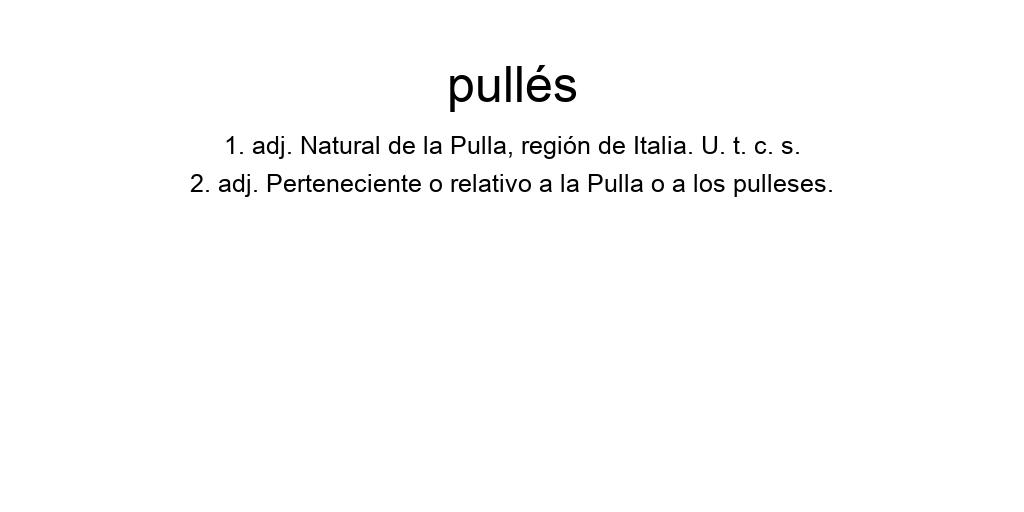 pullés
1. adj. Natural de la Pulla, región de Italia. U. t. c. s.
2. adj. Perteneciente o relativo a la Pulla o a los pulleses.